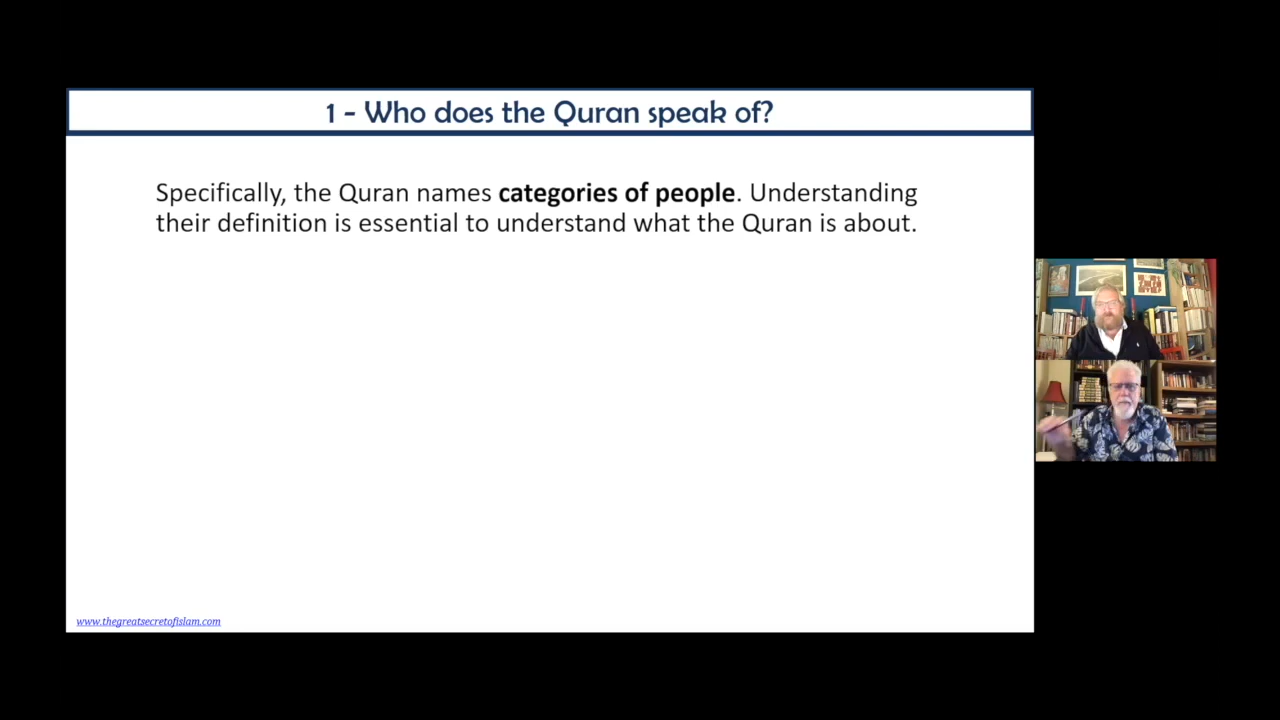 1 - Who does the Quran speak of?
Specifically, the Quran names categories of people. Understanding
their definition is essential to understand what the Quran is about.
www.thegreatsecretofislam.com